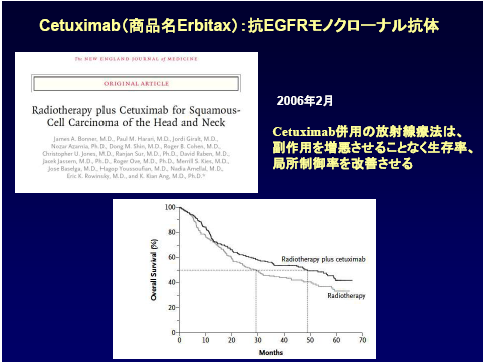 Cetuximab（商品名Erbitax）：抗EGFRモノクローナル抗体
The NEW ENGLAND JOURNAL of MEDICINE
ORIGINAL ARTICLE
Radiotherapy plus Cetuximab for Squamous-
Cell Carcinoma of the Head and Neck
James A. Bonner, M.D., Paul M. Harari, M.D., Jordi Giralt, M.D.,
Nozar Azarnia, Ph.D., Dong M. Shin, M.D., Roger B. Cohen, M.D.,
Christopher U. Jones, M.D., Ranjan Sur, M.D., Ph.D., David Raben, M.D.,
Jacek Jassem, M.D., Ph.D., Roger Ove, M.D., Ph.D., Merrill S. Kies, M.D.,
Jose Baselga, M.D., Hagop Youssoufian, M.D., Nadia Amellal, M.D.,
Eric K. Rowinsky, M.D., and K. Kian Ang, M.D., Ph.D.*
2006年2月
Cetuximab併用の放射線療法は、
副作用を増悪させることなく生存率、
局所制御率を改善させる
Overall Survival (%)
100
80
60
40
20
0
Radiotherapy plus cetuximab
Radiotherapy
0 10 20 30 40 50 60 70
Months